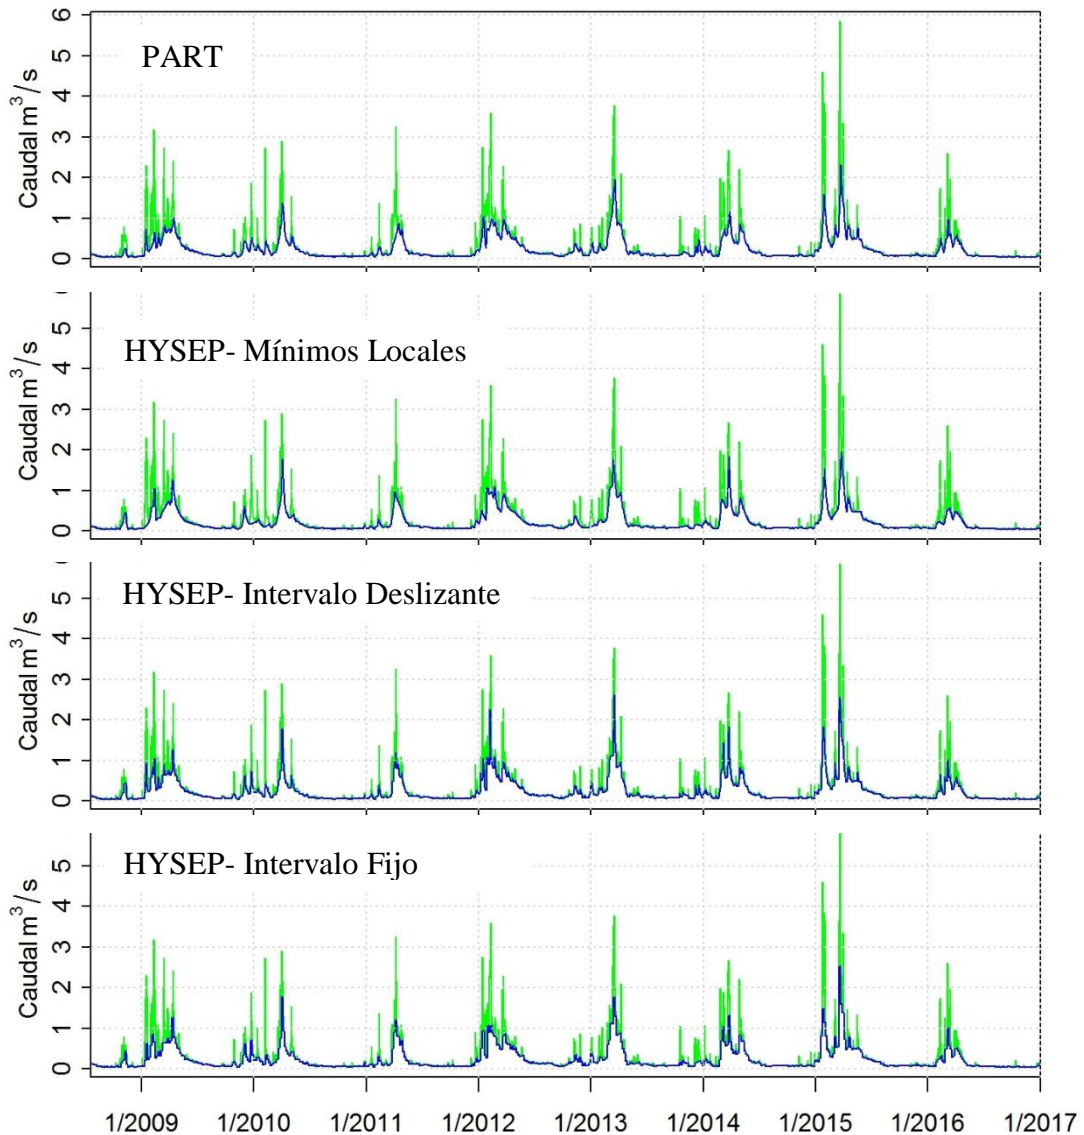 PART
Caudal m³/s
6
5
4
3
2
1
0
HYSEP- Mínimos Locales
Caudal m³/s
5
4
3
2
1
0
HYSEP- Intervalo Deslizante
Caudal m³/s
5
4
3
2
1
0
HYSEP- Intervalo Fijo
Caudal m³/s
5
4
3
2
1
0
1/2009 1/2010 1/2011 1/2012 1/2013 1/2014 1/2015 1/2016 1/2017